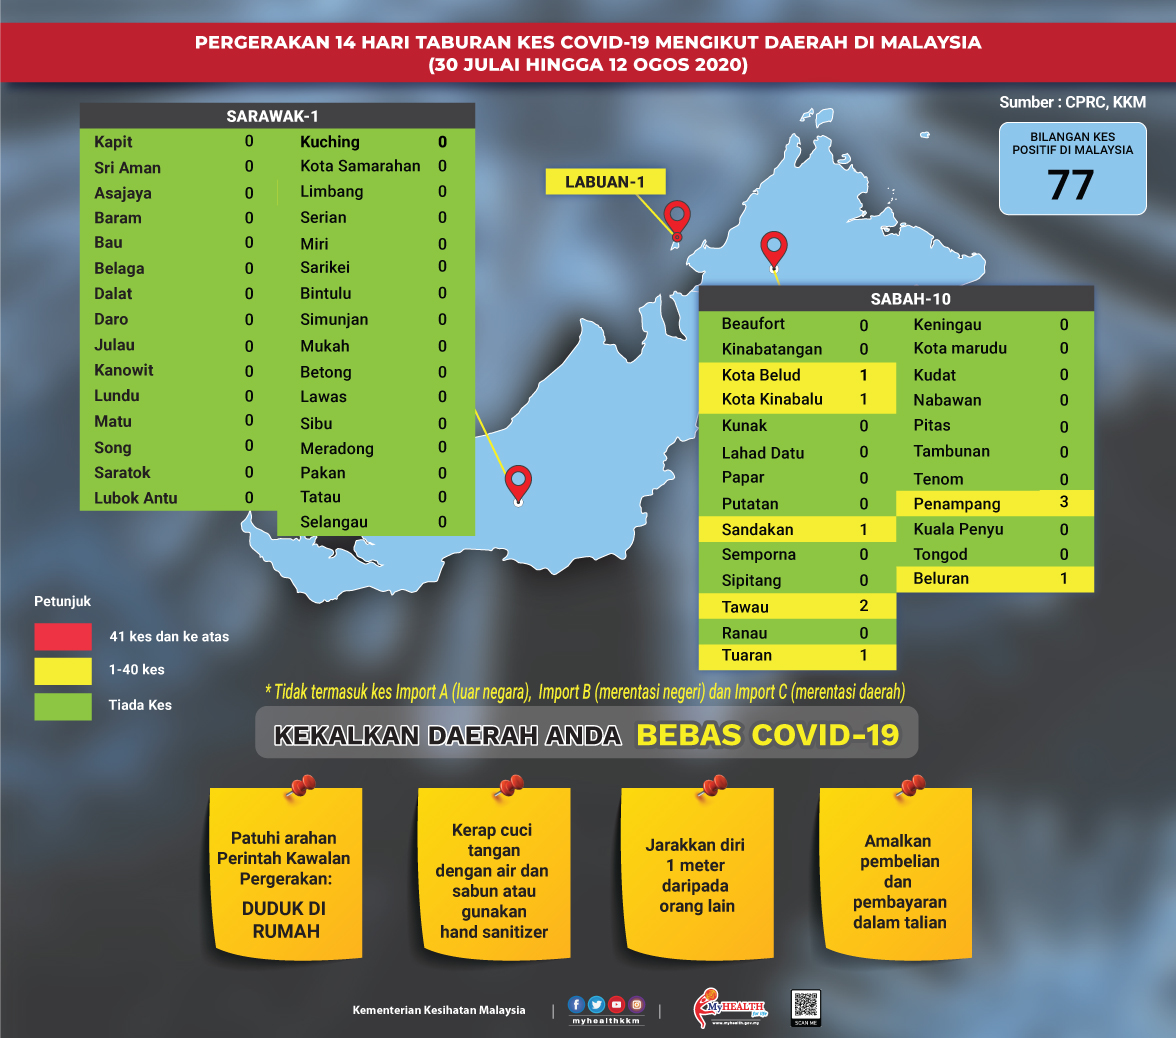 PERGERAKAN 14 HARI TABURAN KES COVID-19 MENGIKUT DAERAH DI MALAYSIA
(30 JULAI HINGGA 12 OGOS 2020)
Sumber : CPRC, KKM
BILANGAN KES
POSITIF DI MALAYSIA
77
SARAWAK-1
Kapit 0 Kuching 0
Sri Aman 0 Kota Samarahan 0
Asajaya 0 Limbang 0
Baram 0 Serian 0
Bau 0 Miri 0
Belaga 0 Sarikei 0
Dalat 0 Bintulu 0
Daro 0 Simunjan 0
Julau 0 Mukah 0
Kanowit 0 Betong 0
Lundu 0 Lawas 0
Matu 0 Sibu 0
Song 0 Meradong 0
Saratok 0 Pakan 0
Lubok Antu 0 Tatau 0
Selangau 0
LABUAN-1
SABAH-10
Beaufort 0 Keningau 0
Kinabatangan 0 Kota marudu 0
Kota Belud 1 Kudat 0
Kota Kinabalu 1 Nabawan 0
Kunak 0 Pitas 0
Lahad Datu 0 Tambunan 0
Papar 0 Tenom 0
Putatan 0 Penampang 3
Sandakan 1 Kuala Penyu 0
Semporna 0 Tongod 0
Sipitang 0 Beluran 1
Tawau 2
Ranau 0
Tuaran 1
Petunjuk
41 kes dan ke atas
1-40 kes
Tiada Kes
* Tidak termasuk kes Import A (luar negara), Import B (merentasi negeri) dan Import C (merentasi daerah)
KEKALKAN DAERAH ANDA BEBAS COVID-19
Patuhi arahan
Perintah Kawalan
Pergerakan:
DUDUK DI
RUMAH
Kerap cuci
tangan
dengan air dan
sabun atau
gunakan
hand sanitizer
Jarakkan diri
1 meter
daripada
orang lain
Amalkan
pembelian
dan
pembayaran
dalam talian
Kementerian Kesihatan Malaysia
myhealthkkm
MyHEALTH
for life
www.myhealth.gov.my
SCAN ME